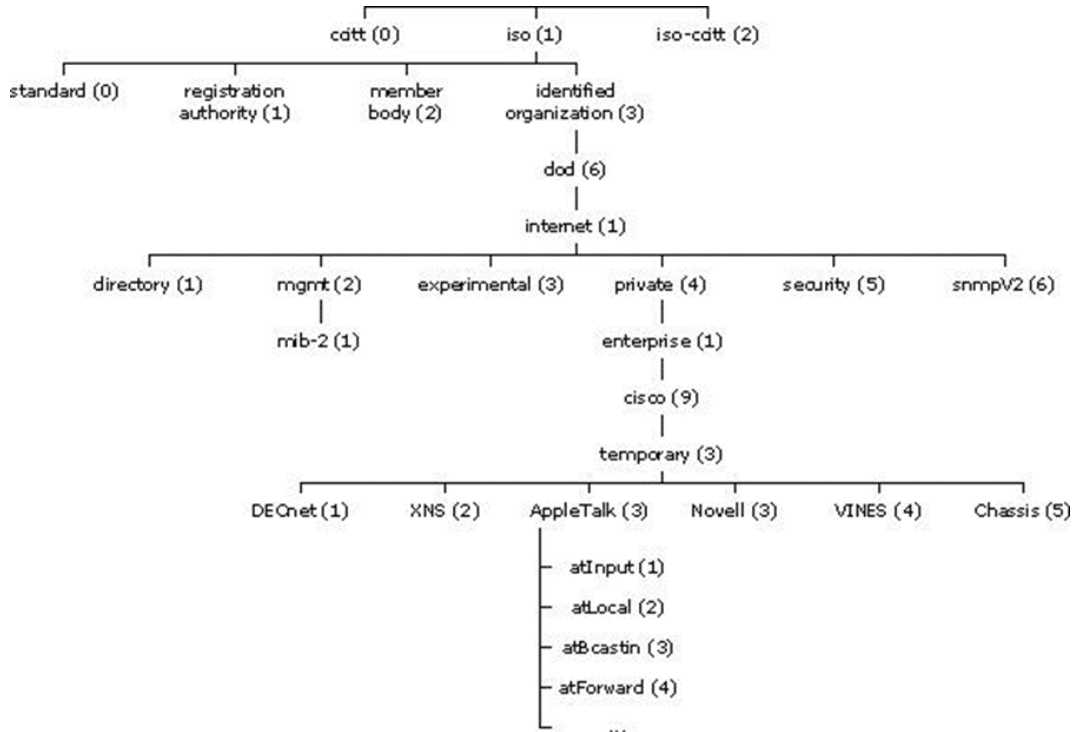 ccitt (0) iso (1) iso-ccitt (2)
standard (0) registration member identified
authority (1) body (2) organization (3)
dod (6)
internet (1)
directory (1) mgmt (2) experimental (3) private (4) security (5) snmpV2 (6)
mib-2 (1) enterprise (1)
cisco (9)
temporary (3)
DECnet (1) XNS (2) AppleTalk (3) Novell (3) VINES (4) Chassis (5)
atInput (1)
atLocal (2)
atBcastin (3)
atForward (4)
...